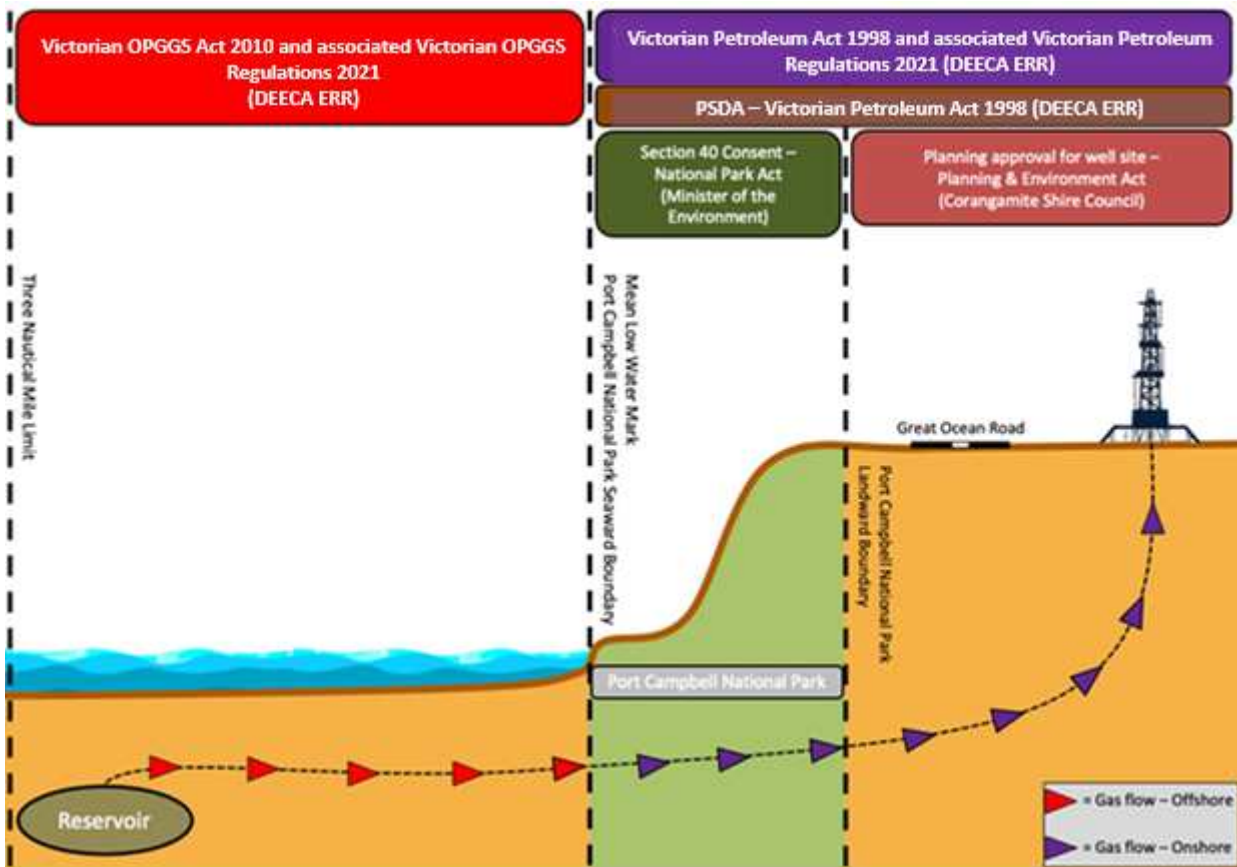 Victorian OPGGS Act 2010 and associated Victorian OPGGS
Regulations 2021
(DEECA ERR)
Victorian Petroleum Act 1998 and associated Victorian Petroleum
Regulations 2021 (DEECA ERR)
PSDA – Victorian Petroleum Act 1998 (DEECA ERR)
Section 40 Consent –
National Park Act
(Minister of the
Environment)
Planning approval for well site –
Planning & Environment Act
(Corangamite Shire Council)
Three Nautical Mile Limit
Mean Low Water Mark
Port Campbell National Park Seaward Boundary
Great Ocean Road
Port Campbell National Park
Landward Boundary
Port Campbell National Park
Reservoir
= Gas flow – Offshore
= Gas flow – Onshore